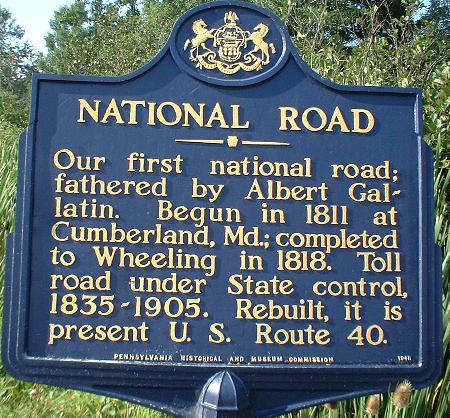 NATIONAL ROAD
Our first national road;
fathered by Albert Gal-
latin. Begun in 1811 at
Cumberland, Md.; completed
to Wheeling in 1818. Toll
road under State control,
1835-1905. Rebuilt, it is
present U. S. Route 40.
PENNSYLVANIA HISTORICAL AND MUSEUM COMMISSION